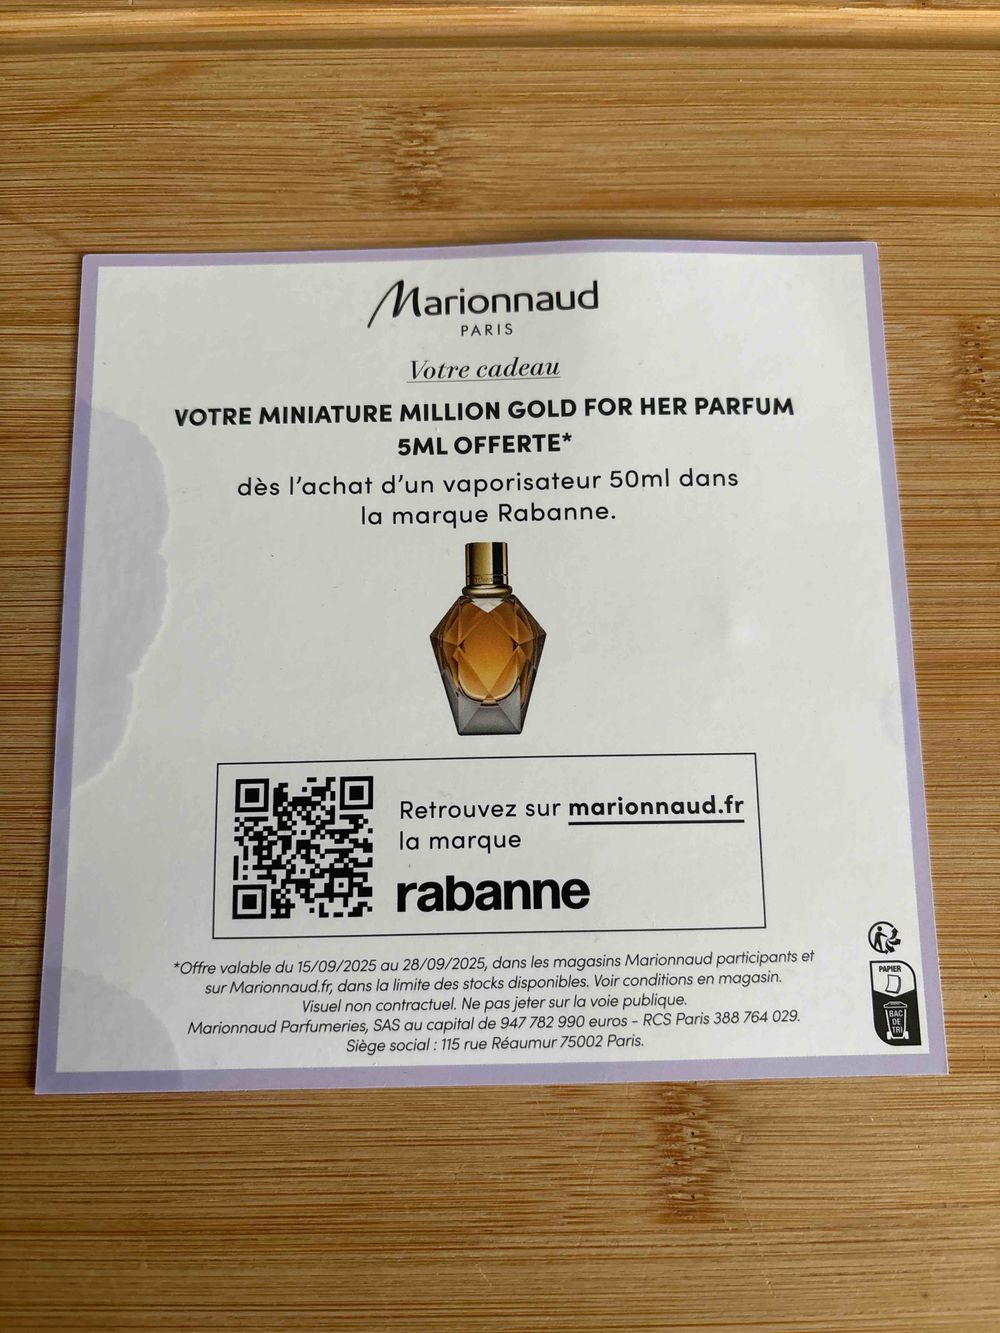 Marionnaud
PARIS
Votre cadeau
VOTRE MINIATURE MILLION GOLD FOR HER PARFUM
5ML OFFERTE*
dès l'achat d'un vaporisateur 50ml dans
la marque Rabanne.
Retrouvez sur marionnaud.fr
la marque
rabanne
*Offre valable du 15/09/2025 au 28/09/2025, dans les magasins Marionnaud participants et
sur Marionnaud.fr, dans la limite des stocks disponibles. Voir conditions en magasin.
Visuel non contractuel. Ne pas jeter sur la voie publique.
Marionnaud Parfumeries, SAS au capital de 947 782 990 euros - RCS Paris 388 764 029.
Siège social : 115 rue Réaumur 75002 Paris.
PAPIER
BAC
DE
TRI